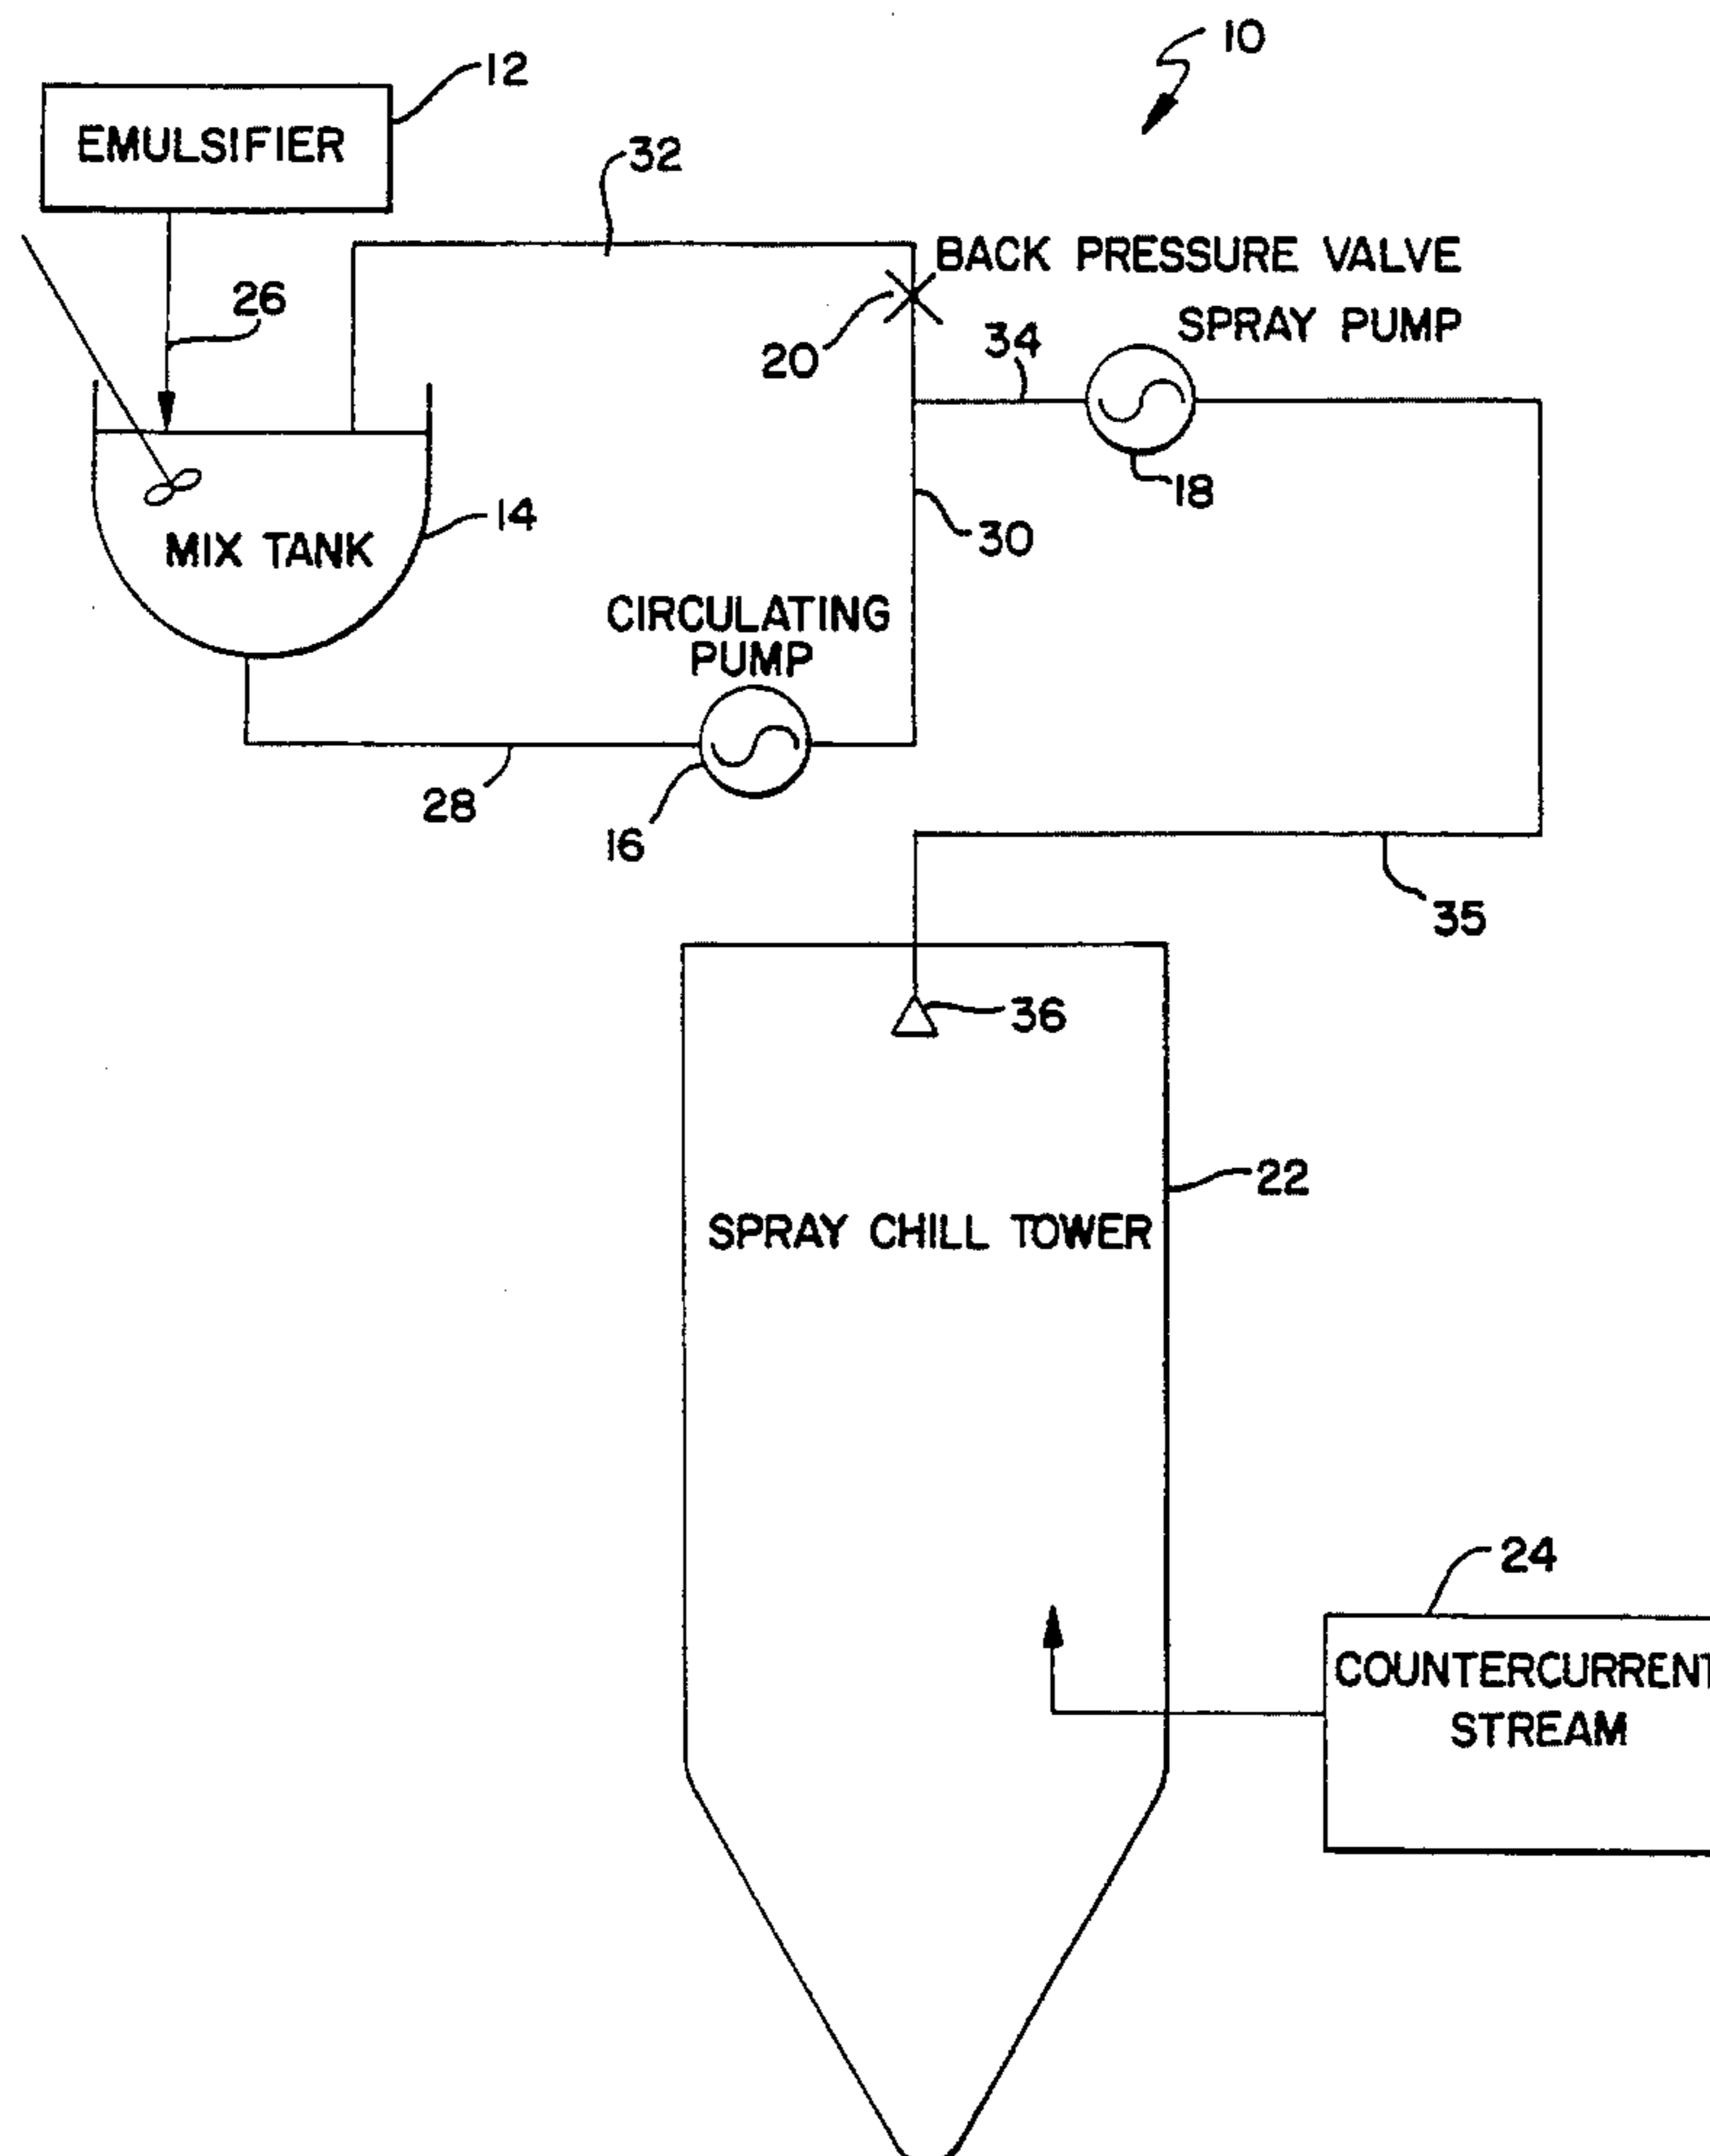 10
12
EMULSIFIER
32
BACK PRESSURE VALVE
26
SPRAY PUMP
20
34
18
14
30
MIX TANK
CIRCULATING
PUMP
28
16
35
36
22
SPRAY CHILL TOWER
24
COUNTERCURRENT
STREAM